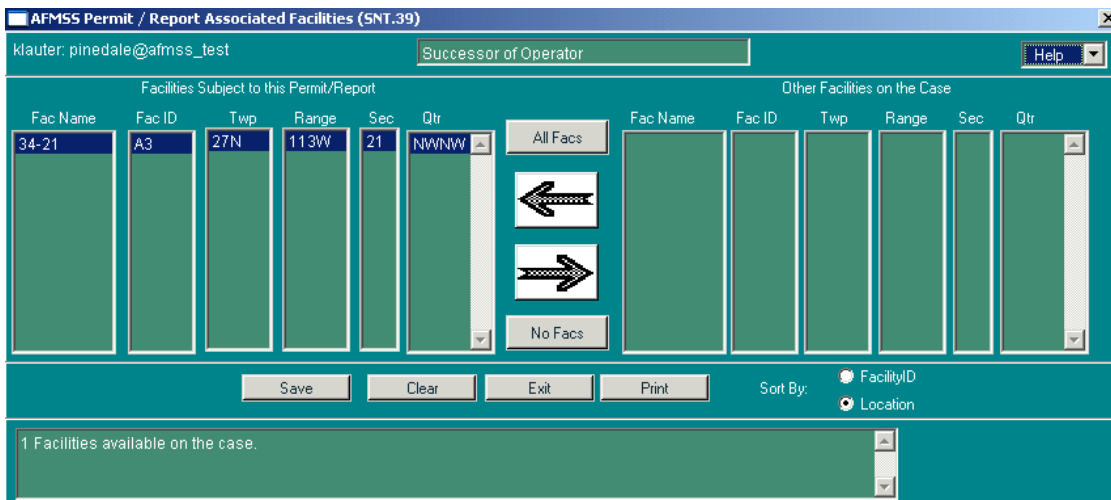 AFMSS Permit / Report Associated Facilities (SNT.39)
klauter: pinedale@afmss_test
Successor of Operator
Help
Facilities Subject to this Permit/Report
Other Facilities on the Case
Fac Name Fac ID Twp Range Sec Qtr
Fac Name Fac ID Twp Range Sec Qtr
34-21 A3 27N 113W 21 NWNW
All Facs
No Facs
Save Clear Exit Print Sort By: FacilityID
Location
1 Facilities available on the case.